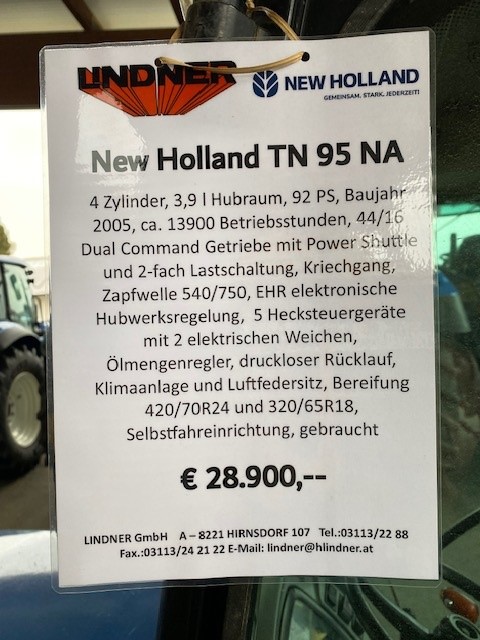 LINDNER
NEW HOLLAND
GEMEINSAM. STARK. JEDERZEIT!
New Holland TN 95 NA
4 Zylinder, 3,9 l Hubraum, 92 PS, Baujahr
2005, ca. 13900 Betriebsstunden, 44/16
Dual Command Getriebe mit Power Shuttle
und 2-fach Lastschaltung, Kriechgang,
Zapfwelle 540/750, EHR elektronische
Hubwerksregelung, 5 Hecksteuergeräte
mit 2 elektrischen Weichen,
Ölmengenregler, druckloser Rücklauf,
Klimaanlage und Luftfedersitz, Bereifung
420/70R24 und 320/65R18,
Selbstfahreinrichtung, gebraucht
€ 28.900,--
LINDNER GmbH A – 8221 HIRNSDORF 107 Tel.:03113/22 88
Fax.:03113/24 21 22 E-Mail: lindner@hlindner.at